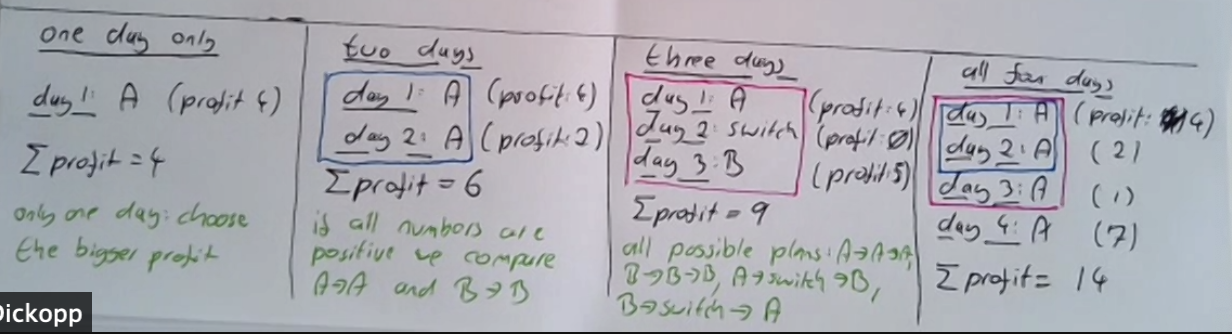 one day only
day 1: A (profit 4)
Σ profit = 4
only one day: choose
the bigger profit
two days
day 1: A (profit: 4)
day 2: A (profit: 2)
Σ profit = 6
if all numbers are
positive we compare
A→A and B→B
three days
day 1: A (profit: 4)
day 2: switch (profit: 0)
day 3: B (profit: 5)
Σ profit = 9
all possible plans: A→A→A,
B→B→B, A→switch→B,
B→switch→A
all four days
day 1: A (profit: 4)
day 2: A (2)
day 3: A (1)
day 4: A (7)
Σ profit = 14
Dickopp